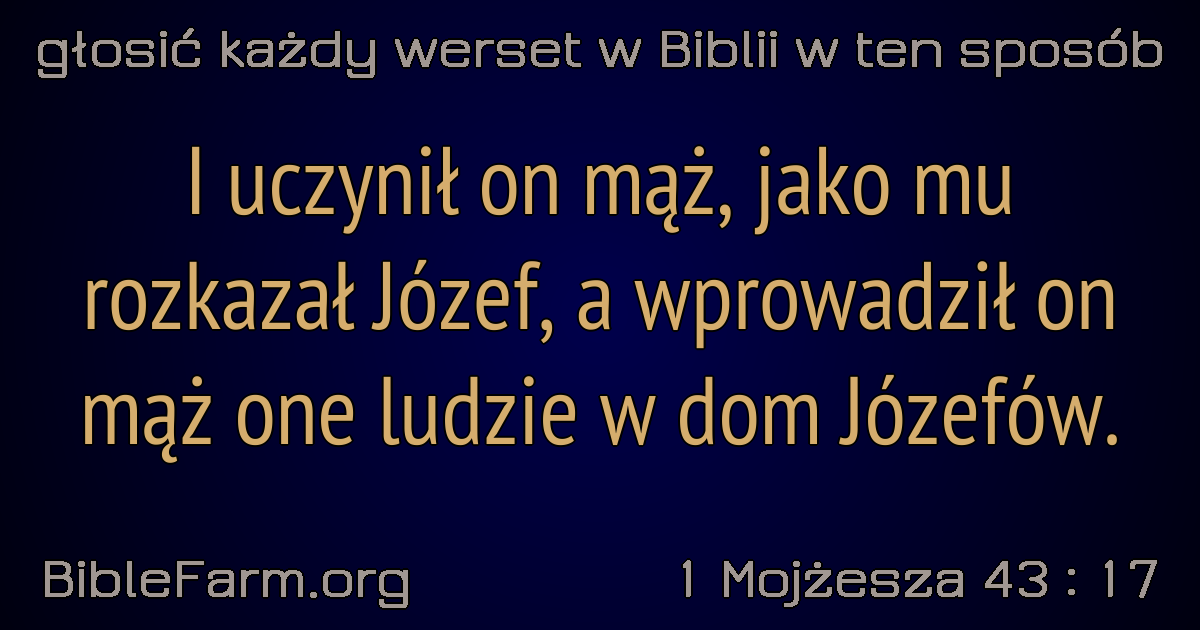 głosić każdy werset w Biblii w ten sposób
I uczynił on mąż, jako mu
rozkazał Józef, a wprowadził on
mąż one ludzie w dom Józefów.
BibleFarm.org
1 Mojżesza 43 : 17